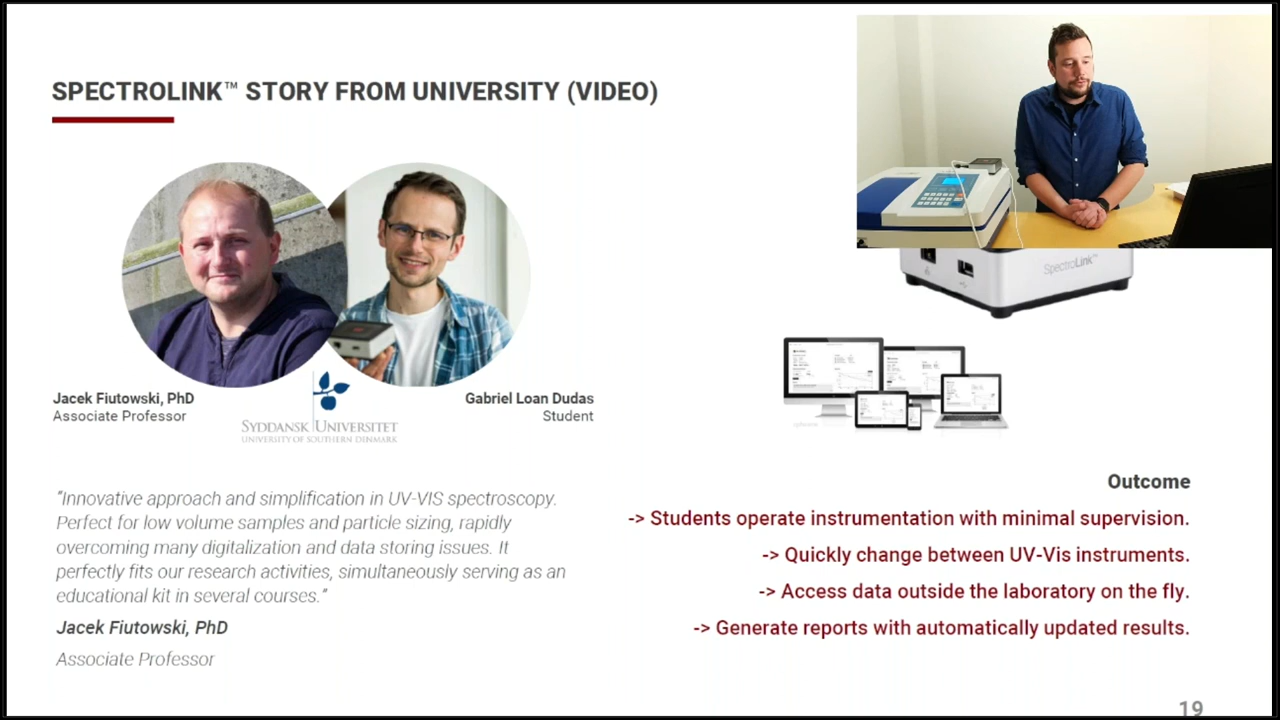 SPECTROLINK™ STORY FROM UNIVERSITY (VIDEO)
Jacek Fiutowski, PhD
Associate Professor
Gabriel Loan Dudas
Student
SYDDANSK UNIVERSITET
UNIVERSITY OF SOUTHERN DENMARK
"Innovative approach and simplification in UV-VIS spectroscopy.
Perfect for low volume samples and particle sizing, rapidly
overcoming many digitalization and data storing issues. It
perfectly fits our research activities, simultaneously serving as an
educational kit in several courses."
Jacek Fiutowski, PhD
Associate Professor
SpectroLink™
Outcome
-> Students operate instrumentation with minimal supervision.
-> Quickly change between UV-Vis instruments.
-> Access data outside the laboratory on the fly.
-> Generate reports with automatically updated results.
19